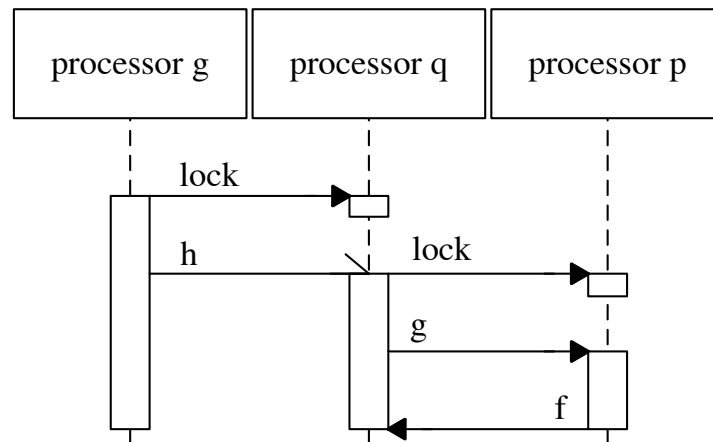 processor g
processor q
processor p
lock
h
lock
g
f